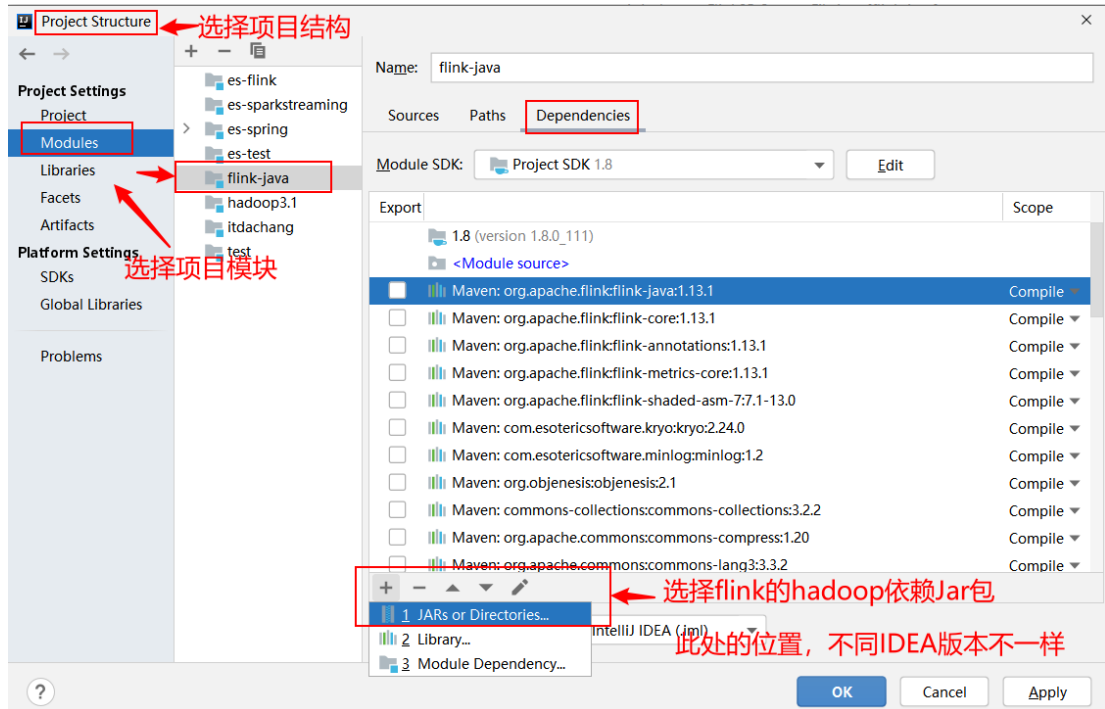 Project Structure
选择项目结构
Project Settings
Project
Modules
Libraries
Facets
Artifacts
Platform Settings
SDKs
Global Libraries
Problems
选择项目模块
es-flink
es-sparkstreaming
es-spring
es-test
flink-java
hadoop3.1
itdachang
test
Name: flink-java
Sources Paths Dependencies
Module SDK: Project SDK 1.8 Edit
Export Scope
1.8 (version 1.8.0_111)
<Module source>
Maven: org.apache.flink:flink-java:1.13.1 Compile
Maven: org.apache.flink:flink-core:1.13.1 Compile
Maven: org.apache.flink:flink-annotations:1.13.1 Compile
Maven: org.apache.flink:flink-metrics-core:1.13.1 Compile
Maven: org.apache.flink:flink-shaded-asm-7:7.1-13.0 Compile
Maven: com.esotericsoftware.kryo:kryo:2.24.0 Compile
Maven: com.esotericsoftware.minlog:minlog:1.2 Compile
Maven: org.objenesis:objenesis:2.1 Compile
Maven: commons-collections:commons-collections:3.2.2 Compile
Maven: org.apache.commons:commons-compress:1.20 Compile
Maven: org.apache.commons:commons-lang3:3.3.2 Compile
选择flink的hadoop依赖Jar包
1 JARs or Directories...
2 Library...
3 Module Dependency...
IntelliJ IDEA (.iml)
此处的位置，不同IDEA版本不一样
? OK Cancel Apply